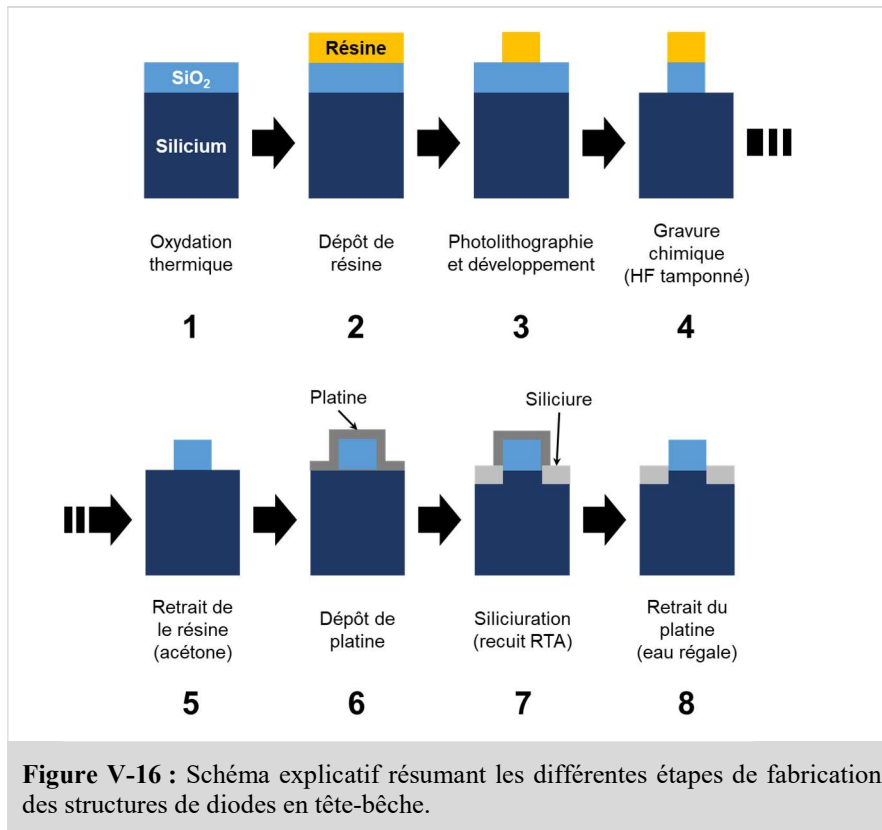 Résine
SiO2
Silicium
Oxydation
thermique
1
Dépôt de
résine
2
Photolithographie
et développement
3
Gravure
chimique
(HF tamponné)
4
Platine
Siliciure
Retrait de
le résine
(acétone)
5
Dépôt de
platine
6
Siliciuration
(recuit RTA)
7
Retrait du
platine
(eau régale)
8
Figure V-16 : Schéma explicatif résumant les différentes étapes de fabrication
des structures de diodes en tête-bêche.